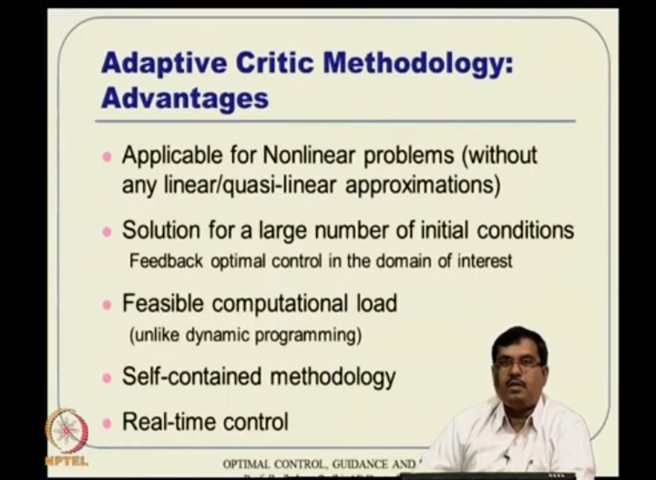 Adaptive Critic Methodology:
Advantages
Applicable for Nonlinear problems (without
any linear/quasi-linear approximations)
Solution for a large number of initial conditions
Feedback optimal control in the domain of interest
Feasible computational load
(unlike dynamic programming)
Self-contained methodology
Real-time control
NPTEL
OPTIMAL CONTROL, GUIDANCE AND